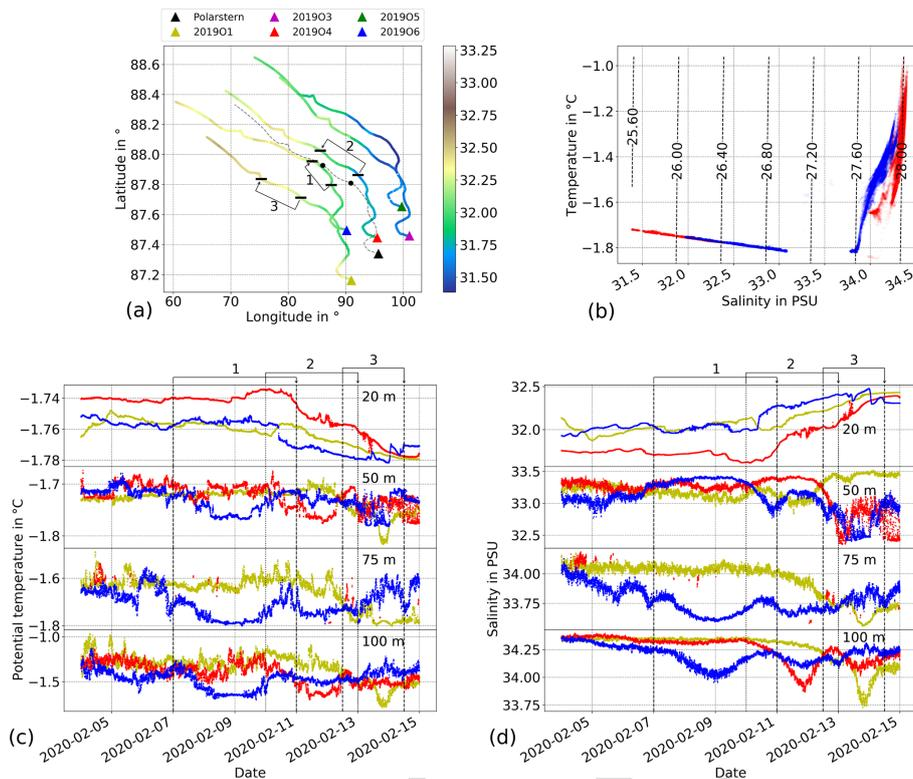 Polarstern 2019O3 2019O5
2019O1 2019O4 2019O6
88.6
88.4
88.2
88.0
87.8
87.6
87.4
87.2
Latitude in °
60 70 80 90 100
Longitude in °
1
2
3
(a)
33.25
33.00
32.75
32.50
32.25
32.00
31.75
31.50
−1.0
−1.2
−1.4
−1.6
−1.8
Temperature in °C
25.60
26.00
26.40
26.80
27.20
27.60
28.00
31.5 32.0 32.5 33.0 33.5 34.0 34.5
Salinity in PSU
(b)
1 2 3
−1.74
−1.76
−1.78
20 m
−1.7
−1.8
50 m
−1.6
−1.8
75 m
−1.0
−1.5
100 m
Potential temperature in °C
2020-02-05 2020-02-07 2020-02-09 2020-02-11 2020-02-13 2020-02-15
Date
(c)
1 2 3
32.5
32.0
20 m
33.5
33.0
32.5
50 m
34.00
33.75
75 m
34.25
34.00
33.75
100 m
Salinity in PSU
2020-02-05 2020-02-07 2020-02-09 2020-02-11 2020-02-13 2020-02-15
Date
(d)